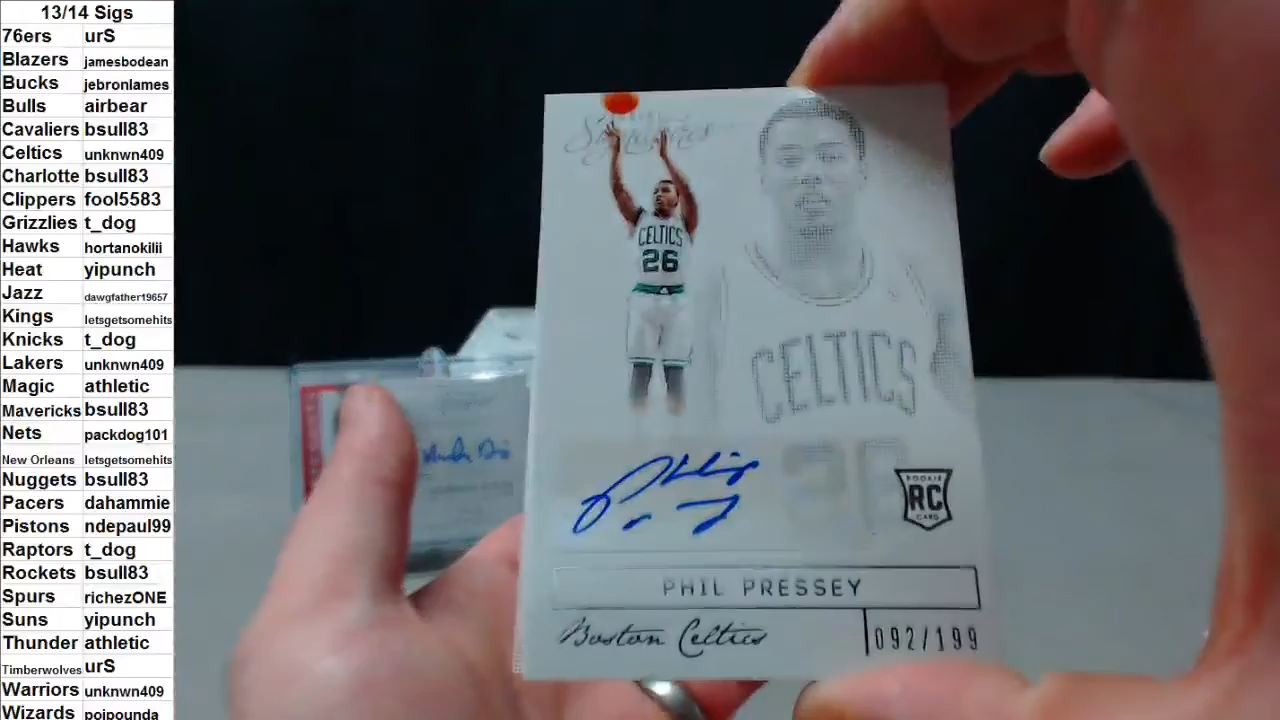 13/14 Sigs
76ers urS
Blazers jamesbodean
Bucks jebronlames
Bulls airbear
Cavaliers bsull83
Celtics unknwn409
Charlotte bsull83
Clippers fool5583
Grizzlies t_dog
Hawks hortanokilii
Heat yipunch
Jazz dawgfather19657
Kings letsgetsomehits
Knicks t_dog
Lakers unknwn409
Magic athletic
Mavericks bsull83
Nets packdog101
New Orleans letsgetsomehits
Nuggets bsull83
Pacers dahammie
Pistons ndepaul99
Raptors t_dog
Rockets bsull83
Spurs richezONE
Suns yipunch
Thunder athletic
Timberwolves urS
Warriors unknwn409
Wizards poipounda
Signatures
CELTICS
26
CELTICS
ROOKIE
RC
CARD
PHIL PRESSEY
Boston Celtics
092/199